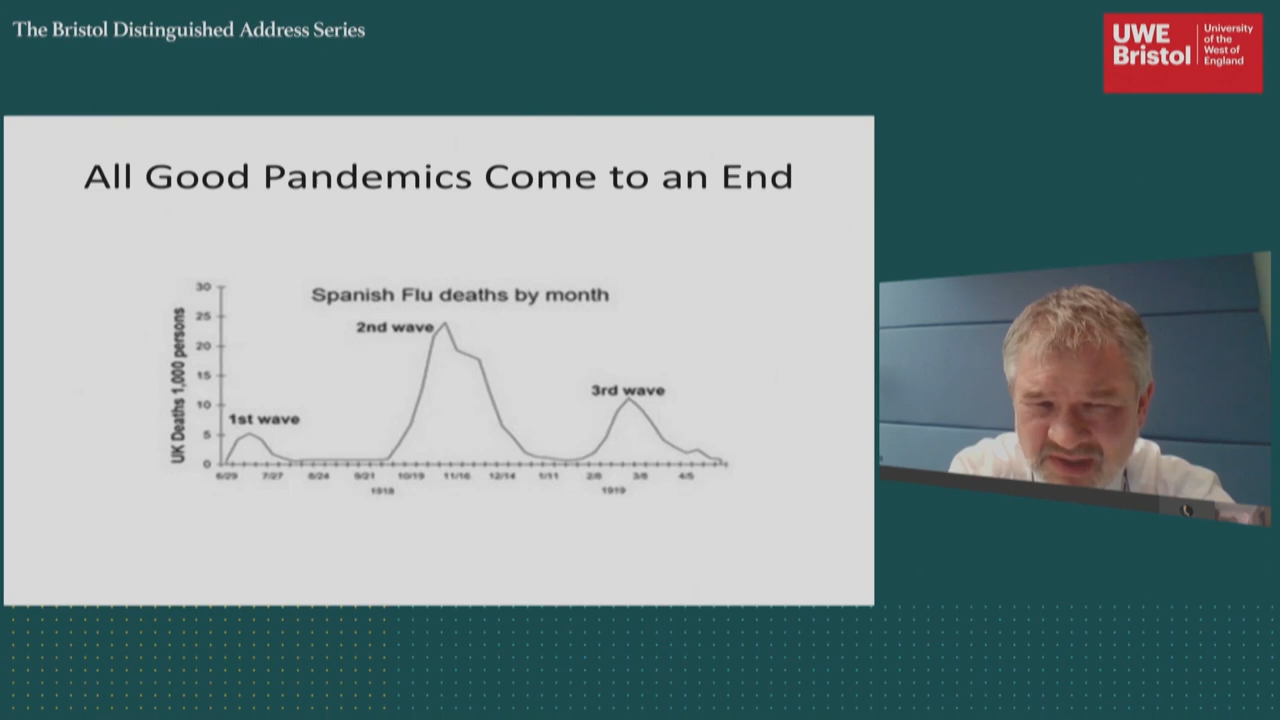 The Bristol Distinguished Address Series
UWE
Bristol
University
of the
West of
England
All Good Pandemics Come to an End
Spanish Flu deaths by month
UK Deaths 1,000 persons
30
25
20
15
10
5
0
1st wave
2nd wave
3rd wave
6/29 7/27 8/24 9/21 10/19 11/16 12/14 1/11 2/8 3/8 4/5
1918 1919